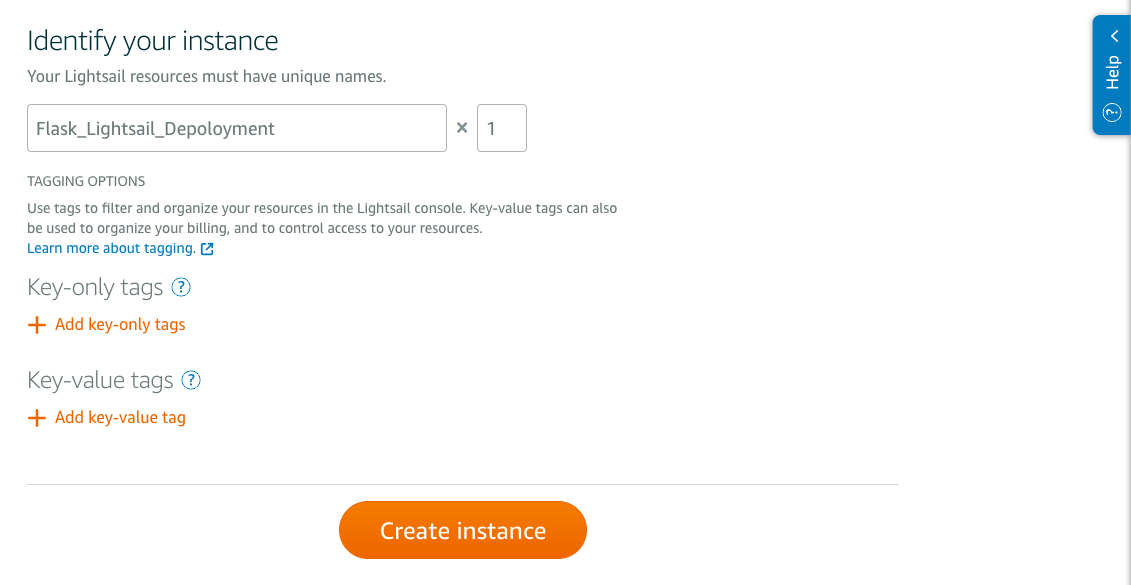 Identify your instance
Your Lightsail resources must have unique names.
Flask_Lightsail_Depoloyment × 1
TAGGING OPTIONS
Use tags to filter and organize your resources in the Lightsail console. Key-value tags can also
be used to organize your billing, and to control access to your resources.
Learn more about tagging.
Key-only tags ?
+ Add key-only tags
Key-value tags ?
+ Add key-value tag
Create instance
? Help <